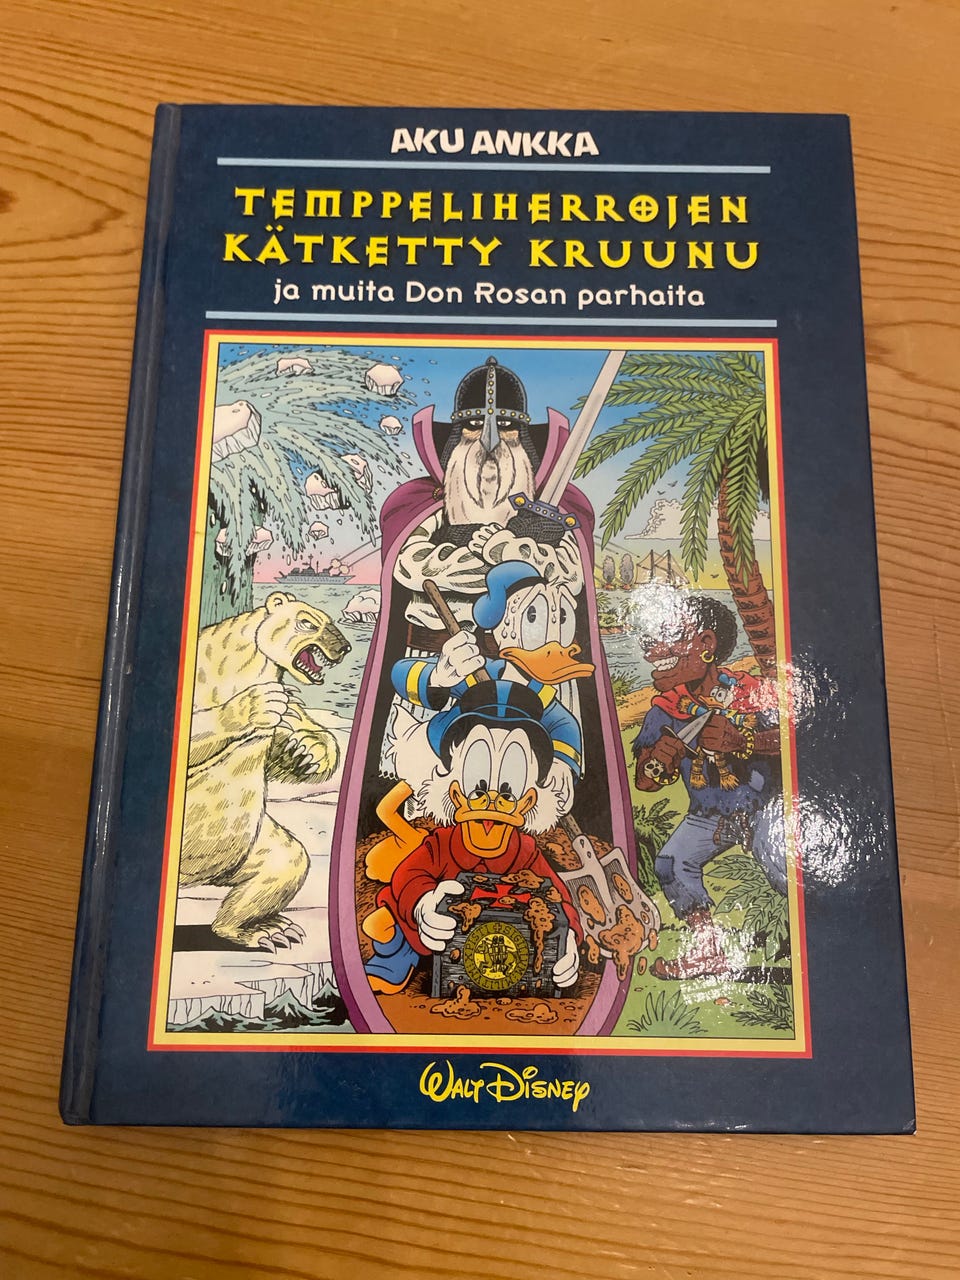 AKU ANKKA
TEMPPELIHERROJEN
KÄTKETTY KRUUNU
ja muita Don Rosan parhaita
WALT DISNEY